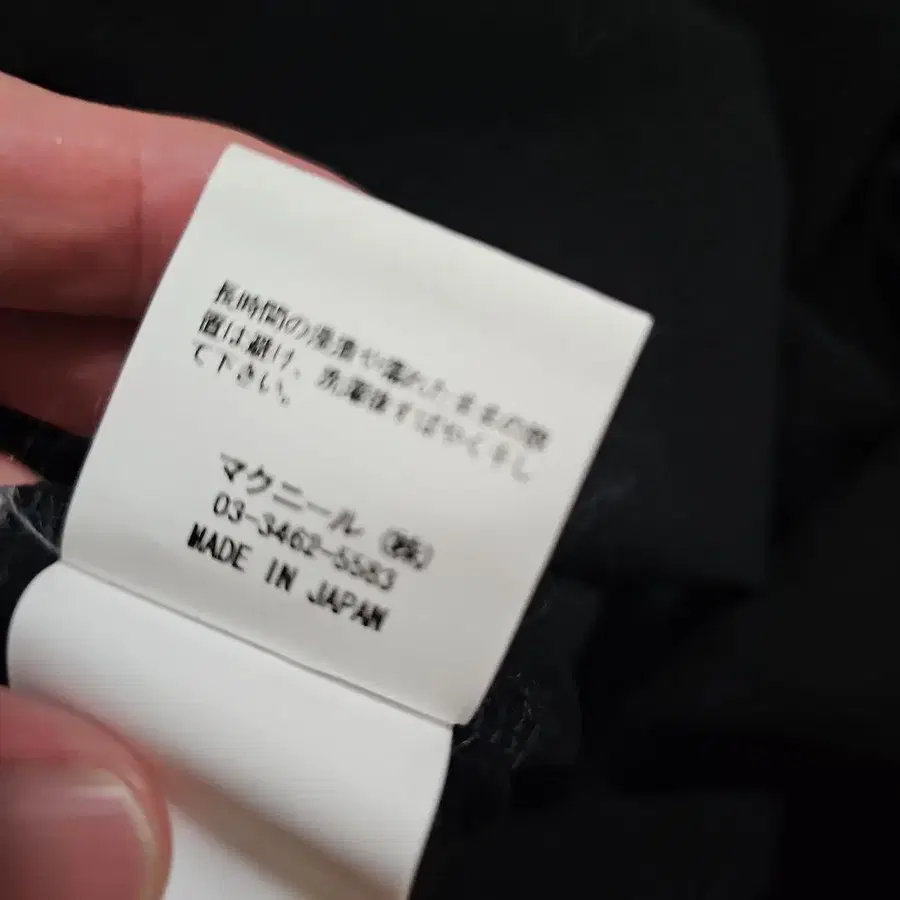 長時間の浸漬や濡れたままの放
置は避け、洗濯後すばやく干し
て下さい。
マクニール ㈱
03-3462-5583
MADE IN JAPAN